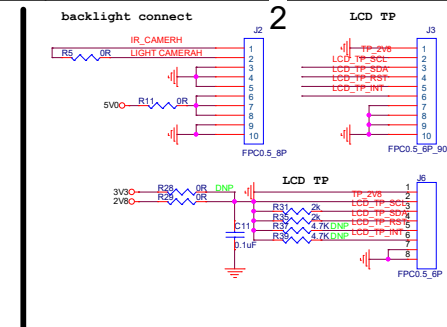 backlight connect
2
LCD TP
J2
IR_CAMERH
R5
0R
LIGHT CAMERAH
1
2
3
4
5
6
7
8
9
10
5V0
R11
0R
FPC0.5_8P
J3
TP_2V8
LCD_TP_SCL
LCD_TP_SDA
LCD_TP_RST
LCD_TP_INT
1
2
3
4
5
6
7
8
9
10
FPC0.5_6P_90
LCD TP
J6
3V3
R28
0R
DNP
2V8
R29
0R
C11
0.1uF
R31
2k
R35
2k
R37
4.7K
DNP
R39
4.7K
DNP
TP_2V8
LCD_TP_SCL
LCD_TP_SDA
LCD_TP_RST
LCD_TP_INT
1
2
3
4
5
6
7
8
FPC0.5_6P